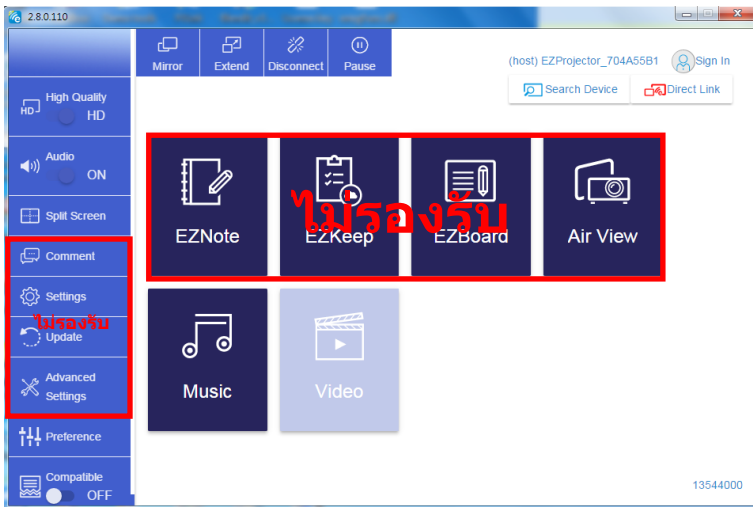 2.8.0.110
Mirror
Extend
Disconnect
Pause
(host) EZProjector_704A55B1
Sign In
Search Device
Direct Link
High Quality
HD
HD
Audio
ON
Split Screen
Comment
Settings
ไม่รองรับ
Update
Advanced
Settings
Preference
Compatible
OFF
ไม่รองรับ
EZNote
EZKeep
EZBoard
Air View
Music
Video
13544000